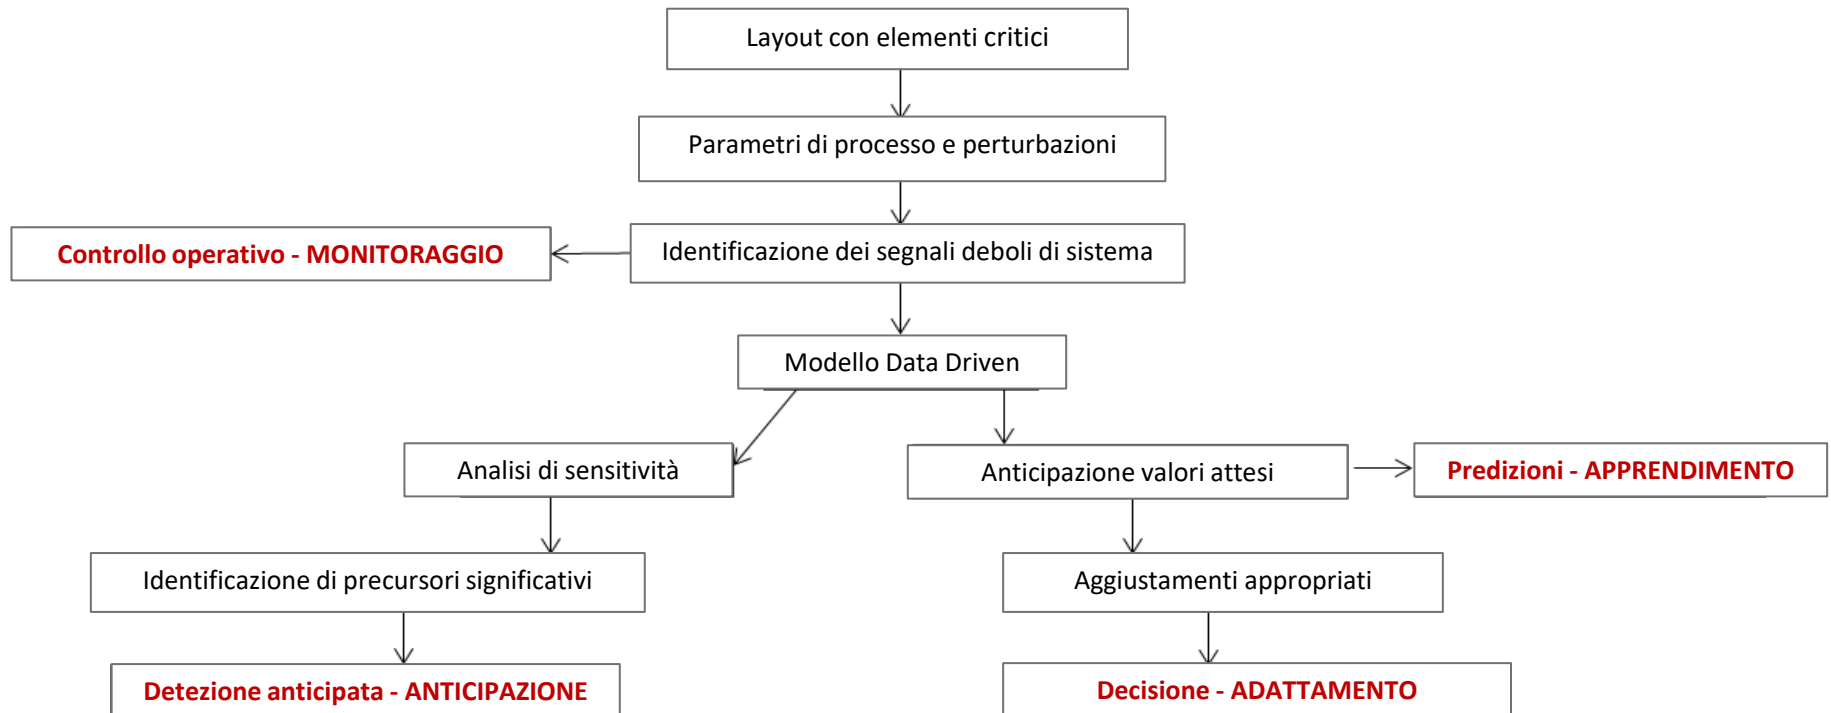 Layout con elementi critici
Parametri di processo e perturbazioni
Controllo operativo - MONITORAGGIO
Identificazione dei segnali deboli di sistema
Modello Data Driven
Analisi di sensitività
Anticipazione valori attesi
Predizioni - APPRENDIMENTO
Identificazione di precursori significativi
Aggiustamenti appropriati
Detezione anticipata - ANTICIPAZIONE
Decisione - ADATTAMENTO